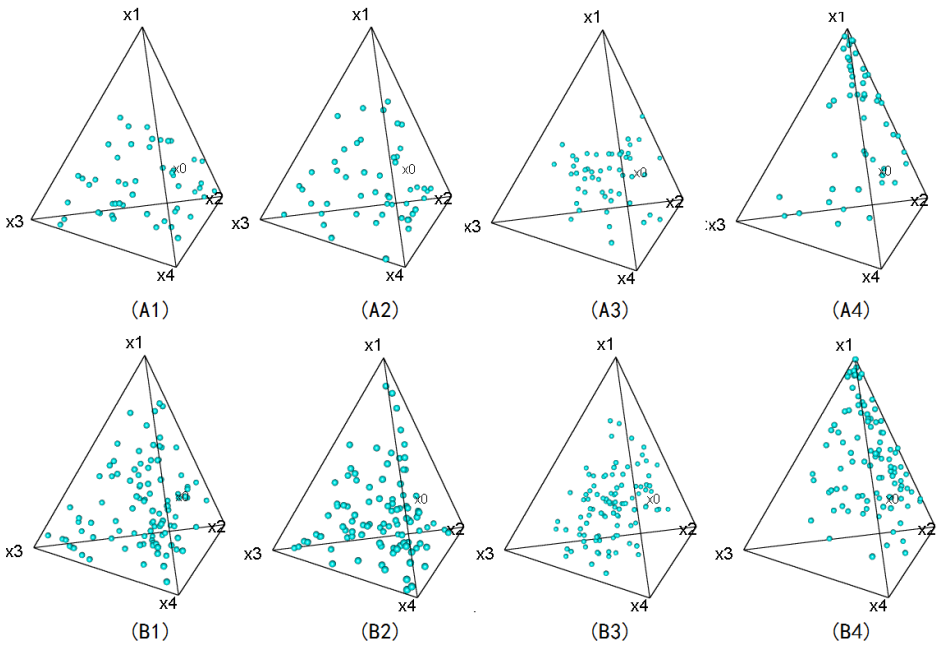 x1 x1 x1 x1
x0 x0 x0 x0
x2 x2 x2 x2
x3 x3 x3 :x3
x4 x4 x4 x4
(A1) (A2) (A3) (A4)
x1 x1 x1 x1
x0 x0 x0 x0
x2 x2 x2 x2
x3 x3 x3 x3
x4 x4 x4 x4
(B1) (B2) (B3) (B4)